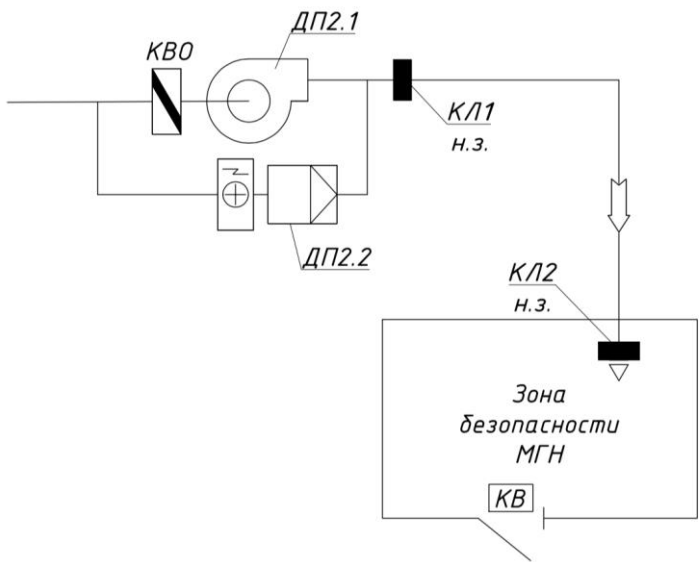 ДП2.1
КВО
КЛ1
н.з.
ДП2.2
КЛ2
н.з.
Зона
безопасности
МГН
КВ